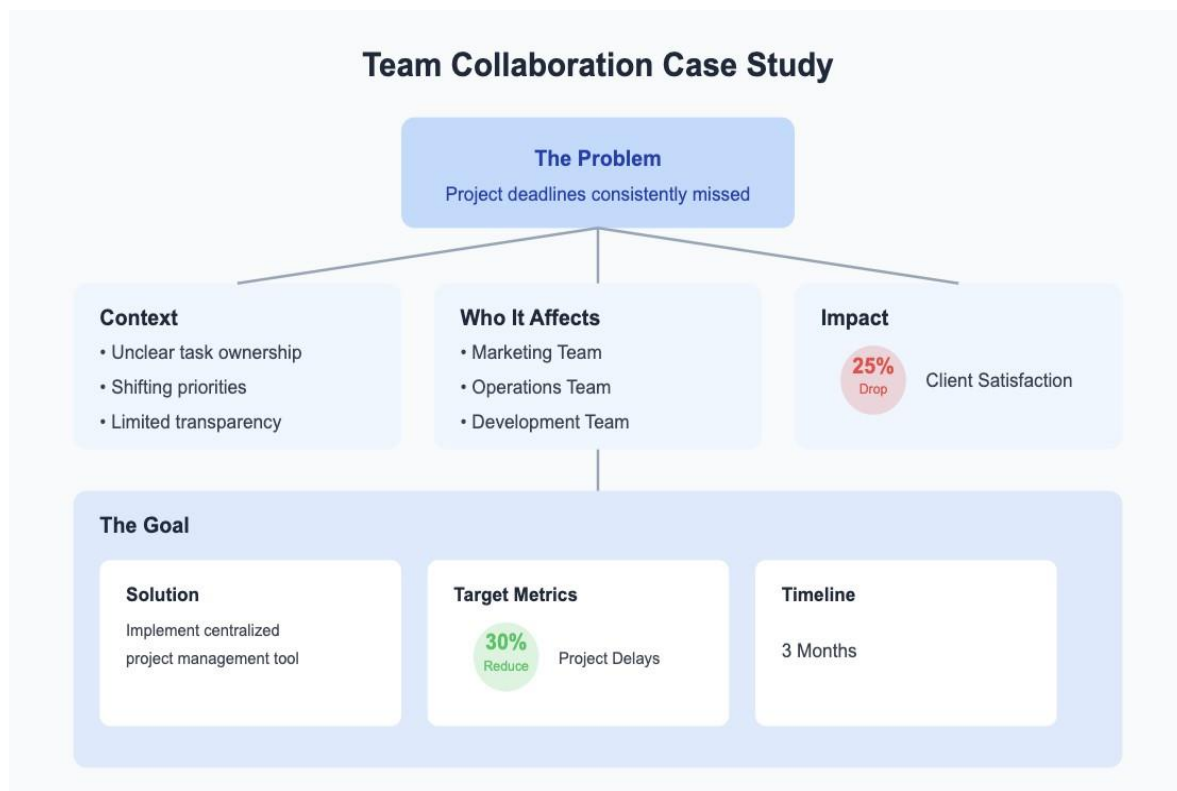 Team Collaboration Case Study
The Problem
Project deadlines consistently missed
Context
• Unclear task ownership
• Shifting priorities
• Limited transparency
Who It Affects
• Marketing Team
• Operations Team
• Development Team
Impact
25%
Drop
Client Satisfaction
The Goal
Solution
Implement centralized
project management tool
Target Metrics
30%
Reduce
Project Delays
Timeline
3 Months